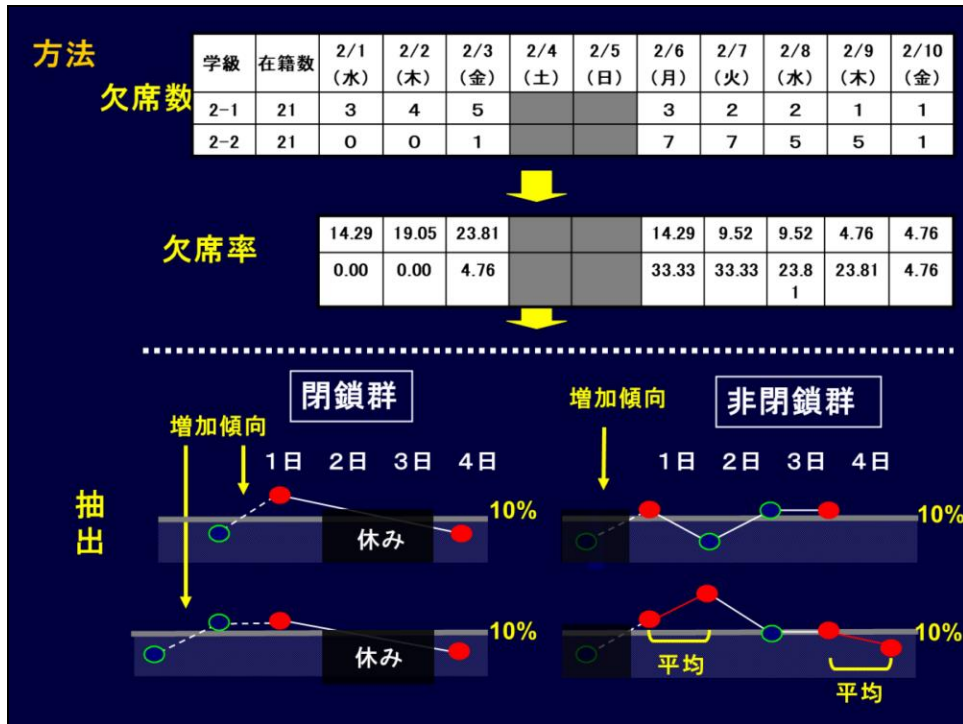 方法
欠席数
学級 在籍数 2/1 2/2 2/3 2/4 2/5 2/6 2/7 2/8 2/9 2/10
(水) (木) (金) (土) (日) (月) (火) (水) (木) (金)
2-1 21 3 4 5 3 2 2 1 1
2-2 21 0 0 1 7 7 5 5 1
欠席率
14.29 19.05 23.81 14.29 9.52 9.52 4.76 4.76
0.00 0.00 4.76 33.33 33.33 23.8 23.81 4.76
1
閉鎖群
増加傾向
1日 2日 3日 4日
10%
休み
10%
休み
抽出
増加傾向
非閉鎖群
1日 2日 3日 4日
10%
10%
平均
平均